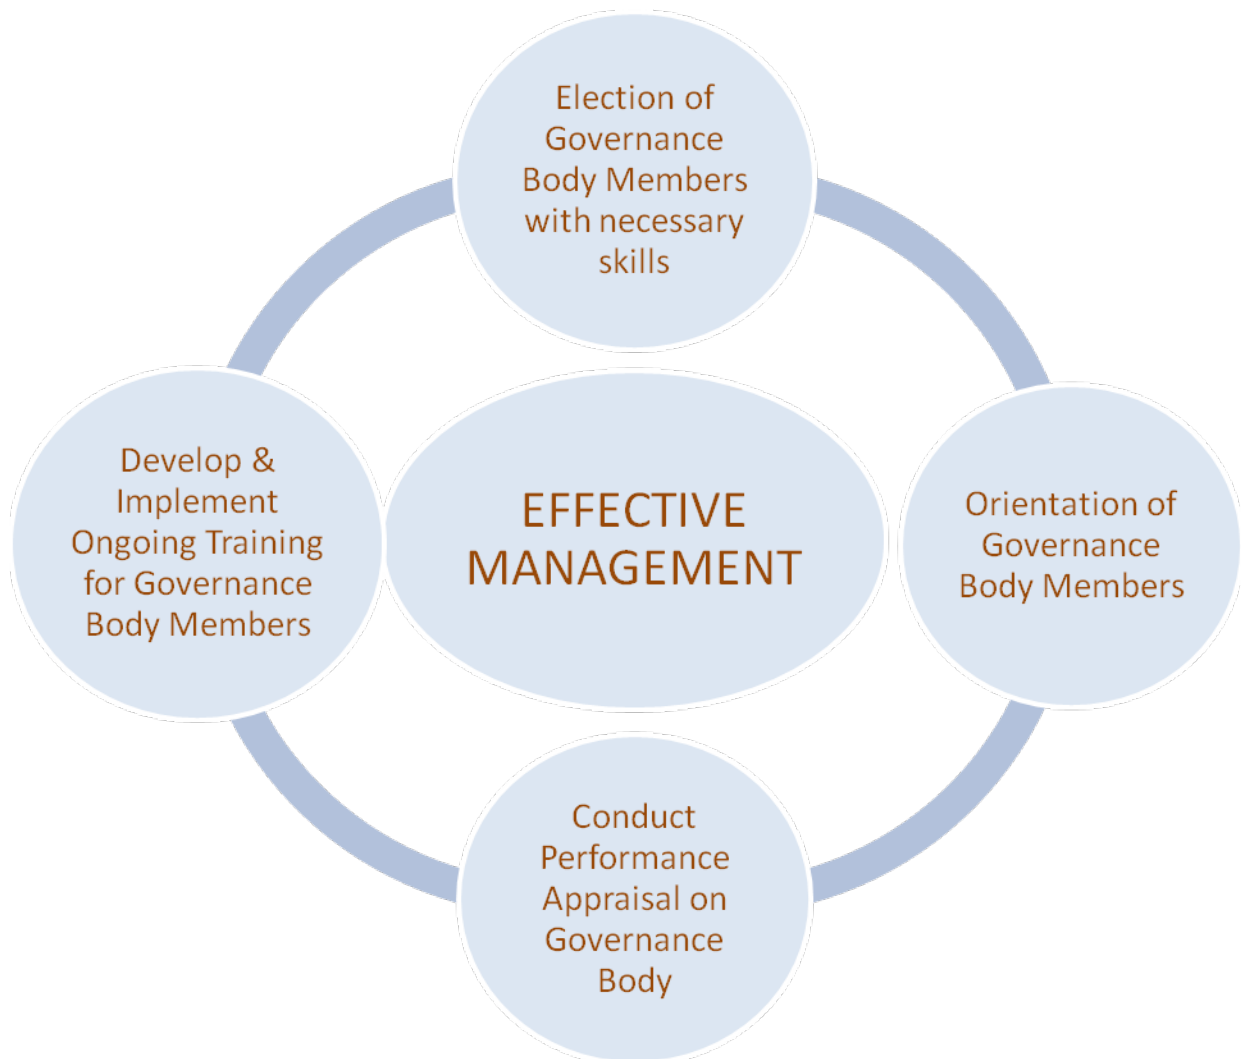 Election of
Governance
Body Members
with necessary
skills
Develop &
Implement
Ongoing Training
for Governance
Body Members
EFFECTIVE
MANAGEMENT
Orientation of
Governance
Body Members
Conduct
Performance
Appraisal on
Governance
Body